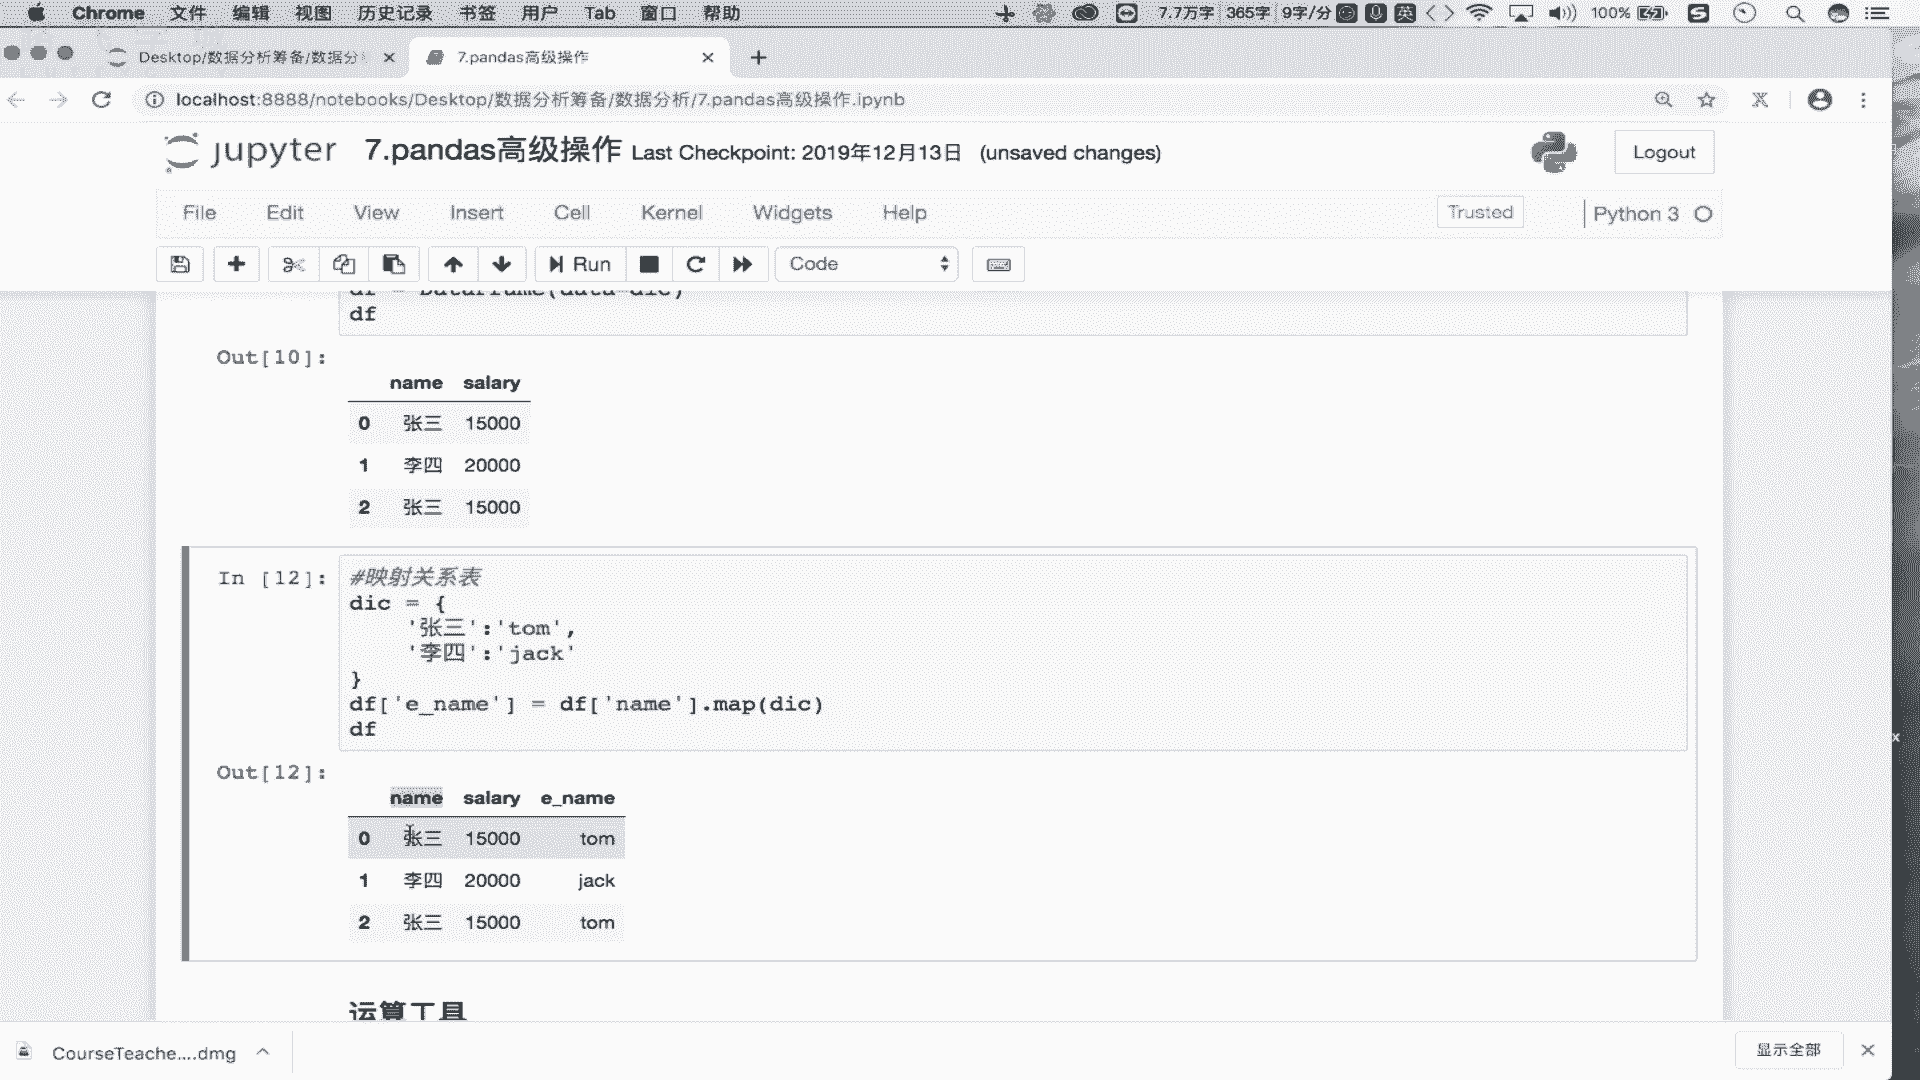 Chrome 文件 编辑 视图 历史记录 书签 用户 Tab 窗口 帮助 7.7万字 365字 9字/分 英 100%
Desktop/数据分析筹备/数据分 7.pandas高级操作
localhost:8888/notebooks/Desktop/数据分析筹备/数据分析/7.pandas高级操作.ipynb
jupyter 7.pandas高级操作 Last Checkpoint: 2019年12月13日 (unsaved changes) Logout
File Edit View Insert Cell Kernel Widgets Help Trusted Python 3
Run Code
df = DataFrame(data=dic)
df
Out[10]:
name salary
0 张三 15000
1 李四 20000
2 张三 15000
In [12]: #映射关系表
dic = {
'张三':'tom',
'李四':'jack'
}
df['e_name'] = df['name'].map(dic)
df
Out[12]:
name salary e_name
0 张三 15000 tom
1 李四 20000 jack
2 张三 15000 tom
运算工具
CourseTeache....dmg 显示全部